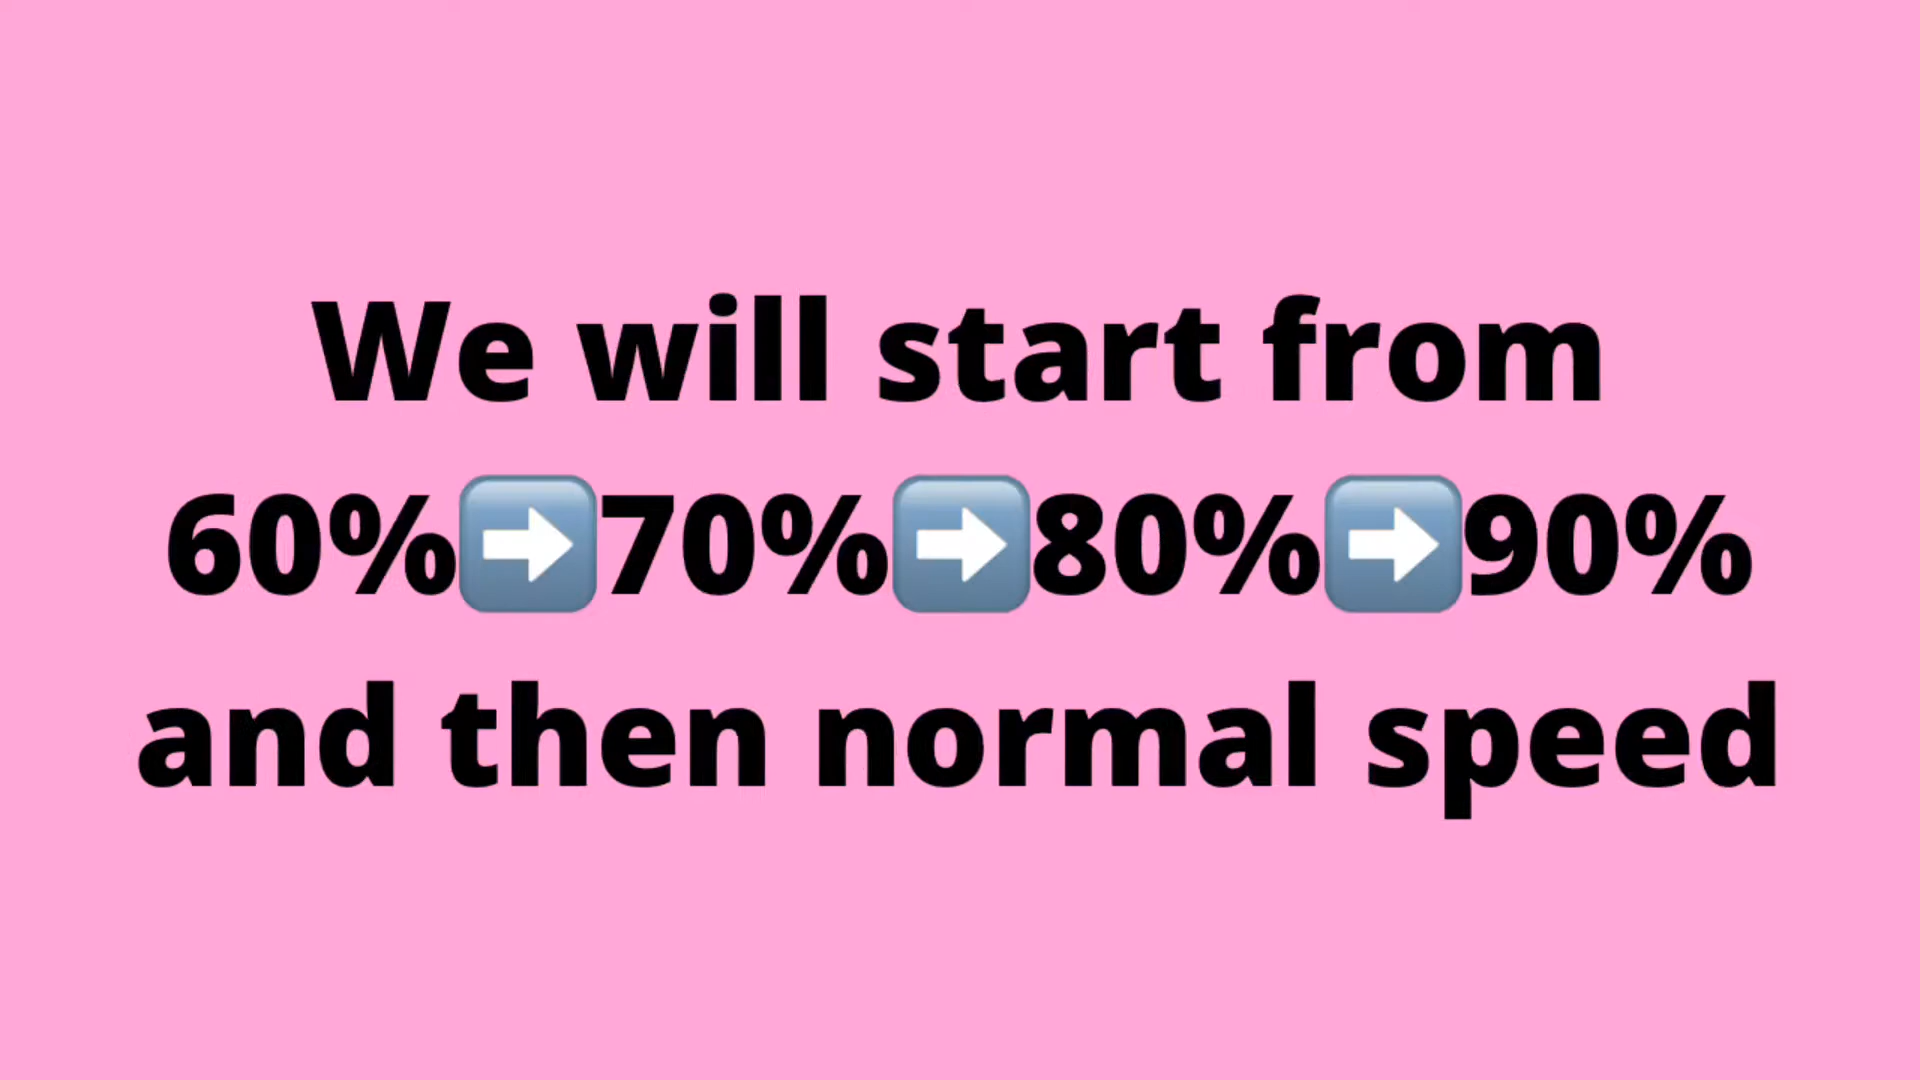 We will start from
60%➡️70%➡️80%➡️90%
and then normal speed